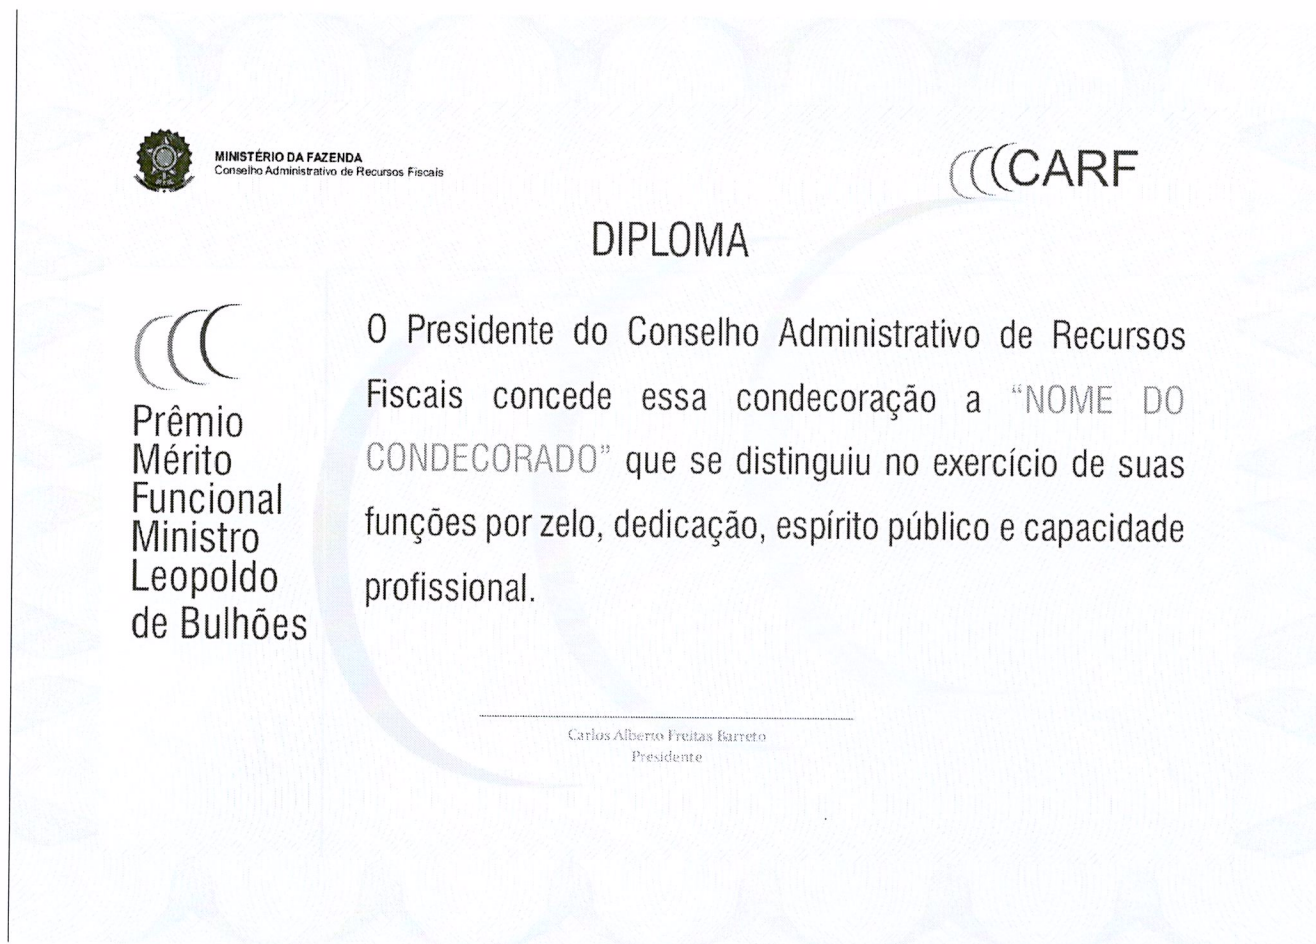 MINISTÉRIO DA FAZENDA
Conselho Administrativo de Recursos Fiscais
CARF
DIPLOMA
Prêmio
Mérito
Funcional
Ministro
Leopoldo
de Bulhões
O Presidente do Conselho Administrativo de Recursos
Fiscais concede essa condecoração a “NOME DO
CONDECORADO” que se distinguiu no exercício de suas
funções por zelo, dedicação, espírito público e capacidade
profissional.
Carlos Alberto Freitas Barreto
Presidente